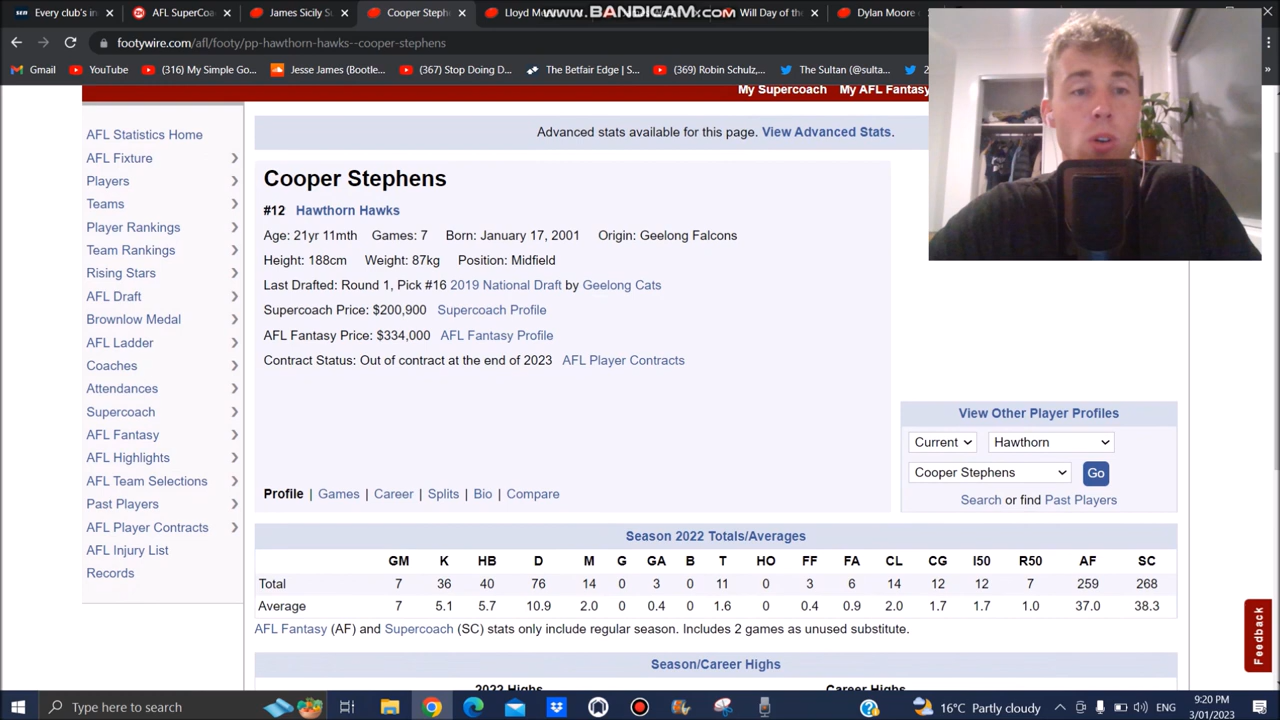 Every club's in
AFL SuperCoa
James Sicily S
Cooper Steph
Lloyd M
www.BANDICAM.com
Will Day of the
Dylan Moore
footywire.com/afl/footy/pp-hawthorn-hawks--cooper-stephens
Gmail
YouTube
(316) My Simple Go...
Jesse James (Bootle...
(367) Stop Doing D...
The Betfair Edge | S...
(369) Robin Schulz,...
The Sultan (@sulta...
2
My Supercoach My AFL Fantasy
Advanced stats available for this page. View Advanced Stats.
AFL Statistics Home
AFL Fixture
Players
Teams
Player Rankings
Team Rankings
Rising Stars
AFL Draft
Brownlow Medal
AFL Ladder
Coaches
Attendances
Supercoach
AFL Fantasy
AFL Highlights
AFL Team Selections
Past Players
AFL Player Contracts
AFL Injury List
Records
Cooper Stephens
#12 Hawthorn Hawks
Age: 21yr 11mth Games: 7 Born: January 17, 2001 Origin: Geelong Falcons
Height: 188cm Weight: 87kg Position: Midfield
Last Drafted: Round 1, Pick #16 2019 National Draft by Geelong Cats
Supercoach Price: $200,900 Supercoach Profile
AFL Fantasy Price: $334,000 AFL Fantasy Profile
Contract Status: Out of contract at the end of 2023 AFL Player Contracts
Profile | Games | Career | Splits | Bio | Compare
View Other Player Profiles
Current Hawthorn
Cooper Stephens Go
Search or find Past Players
Season 2022 Totals/Averages
GM K HB D M G GA B T HO FF FA CL CG I50 R50 AF SC
Total 7 36 40 76 14 0 3 0 11 0 3 6 14 12 12 7 259 268
Average 7 5.1 5.7 10.9 2.0 0 0.4 0 1.6 0 0.4 0.9 2.0 1.7 1.7 1.0 37.0 38.3
AFL Fantasy (AF) and Supercoach (SC) stats only include regular season. Includes 2 games as unused substitute.
Season/Career Highs
2022 Highs Career Highs
Feedback
Type here to search
16°C Partly cloudy
ENG
9:20 PM
3/01/2023